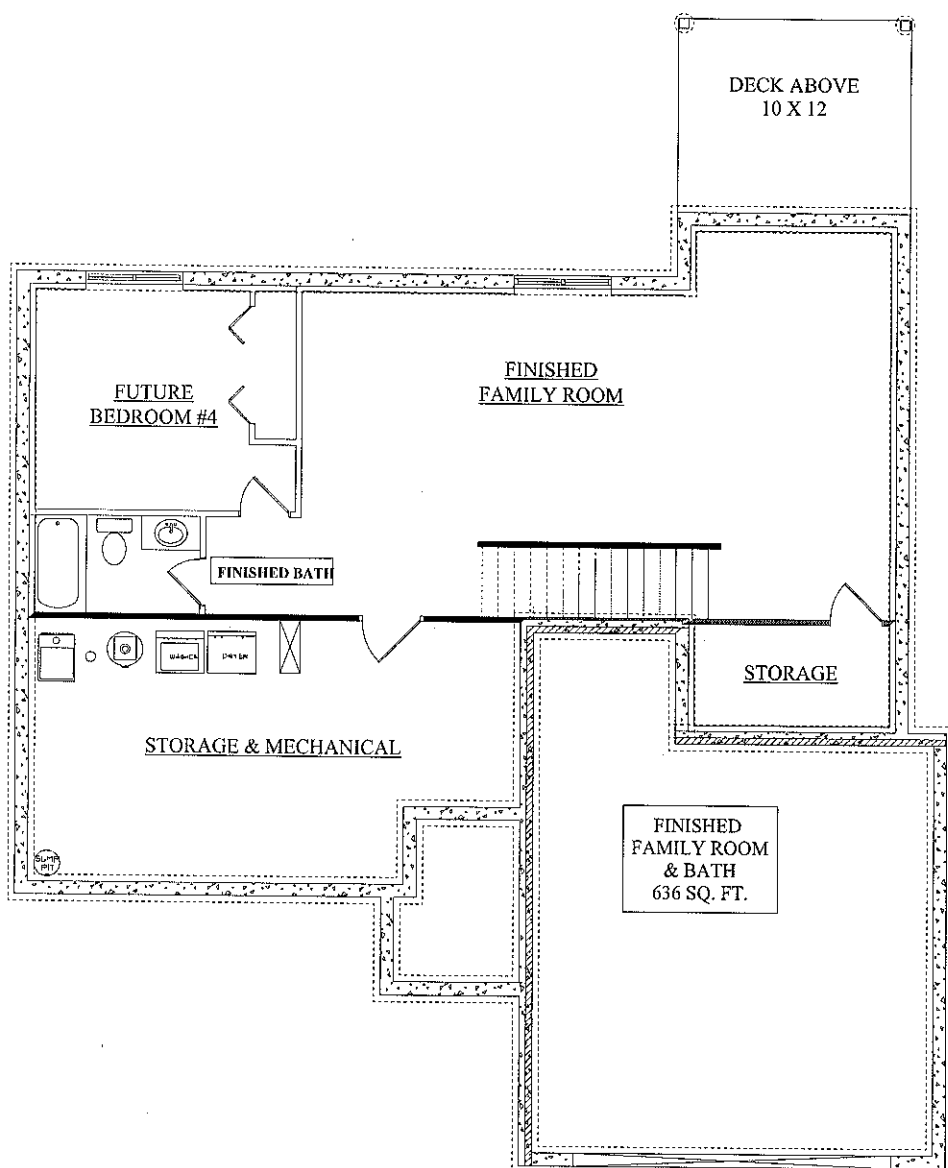 DECK ABOVE
10 X 12
FINISHED
FAMILY ROOM
FUTURE
BEDROOM #4
FINISHED BATH
WASHER
DRYER
STORAGE
STORAGE & MECHANICAL
FINISHED
FAMILY ROOM
& BATH
636 SQ. FT.
SUMP
PIT